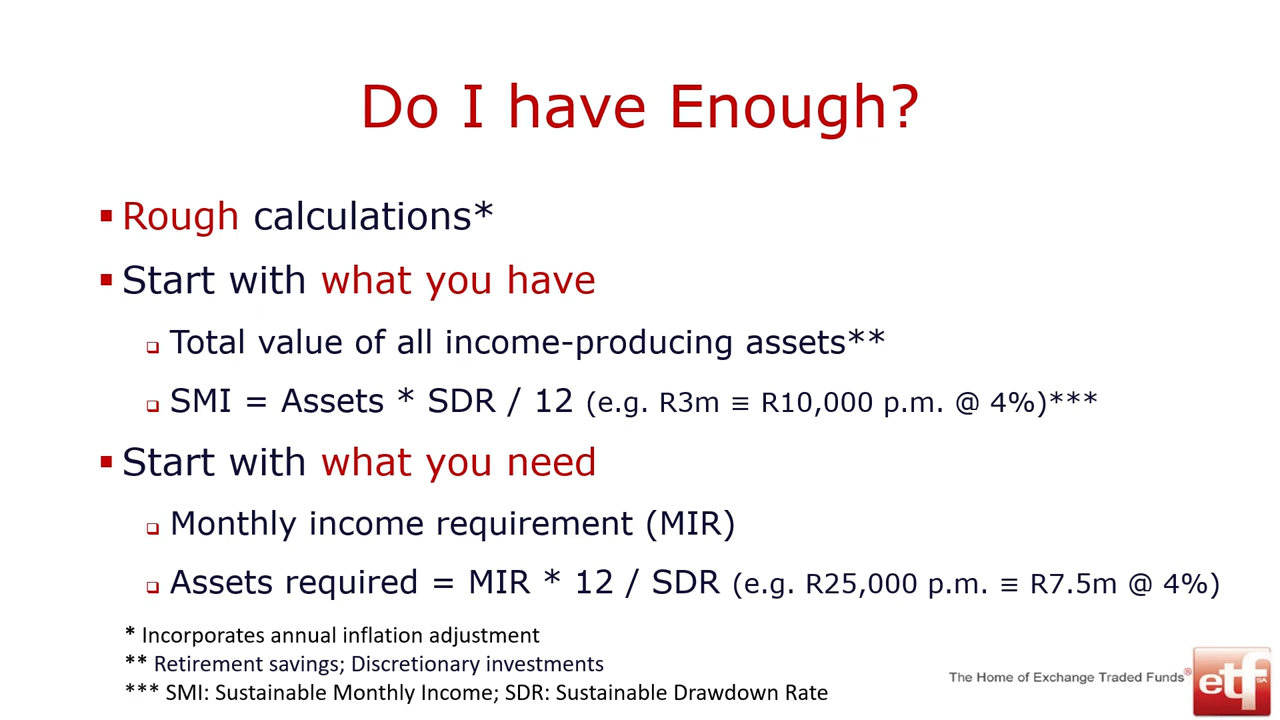 Do I have Enough?
Rough calculations*
Start with what you have
Total value of all income-producing assets**
SMI = Assets * SDR / 12 (e.g. R3m ≡ R10,000 p.m. @ 4%)***
Start with what you need
Monthly income requirement (MIR)
Assets required = MIR * 12 / SDR (e.g. R25,000 p.m. ≡ R7.5m @ 4%)
* Incorporates annual inflation adjustment
** Retirement savings; Discretionary investments
*** SMI: Sustainable Monthly Income; SDR: Sustainable Drawdown Rate
The Home of Exchange Traded Funds®
etfSA